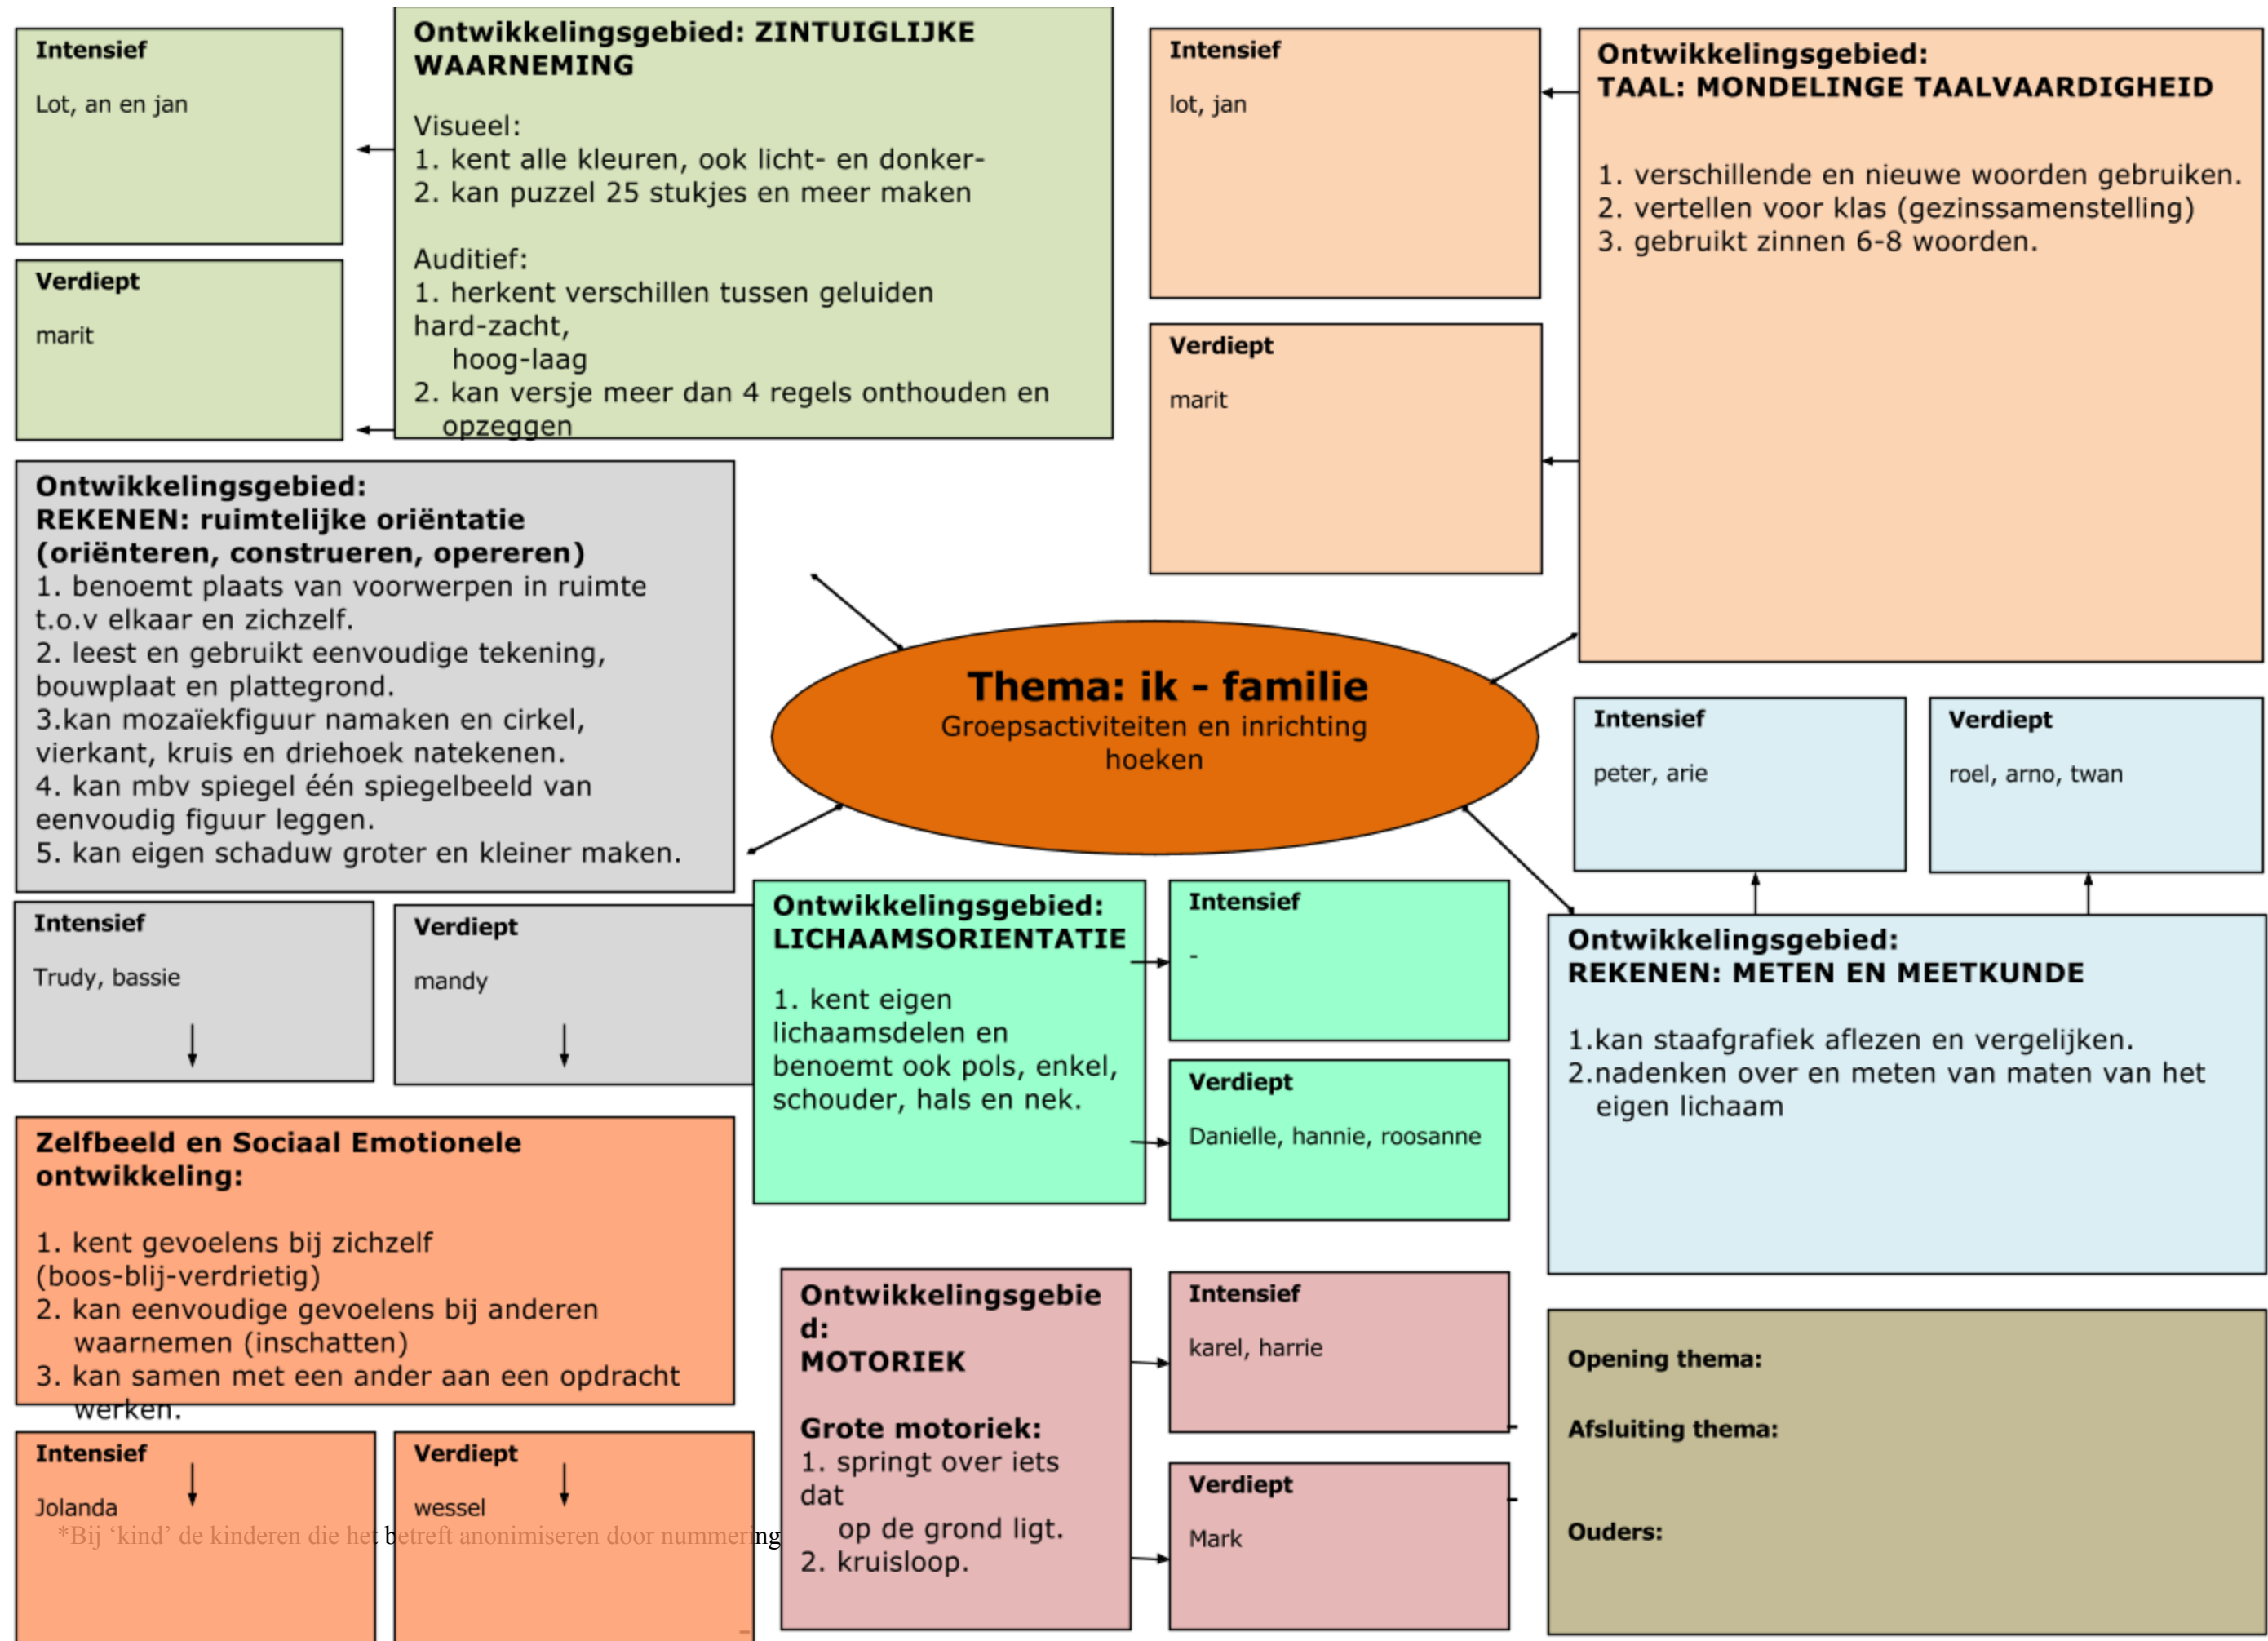 Intensief
Lot, an en jan
Verdiept
marit
Ontwikkelingsgebied: ZINTUIGLIJKE
WAARNEMING
Visueel:
1. kent alle kleuren, ook licht- en donker-
2. kan puzzel 25 stukjes en meer maken
Auditief:
1. herkent verschillen tussen geluiden
hard-zacht,
hoog-laag
2. kan versje meer dan 4 regels onthouden en
opzeggen
Intensief
lot, jan
Verdiept
marit
Ontwikkelingsgebied:
TAAL: MONDELINGE TAALVAARDIGHEID
1. verschillende en nieuwe woorden gebruiken.
2. vertellen voor klas (gezinssamenstelling)
3. gebruikt zinnen 6-8 woorden.
Ontwikkelingsgebied:
REKENEN: ruimtelijke oriëntatie
(oriënteren, construeren, opereren)
1. benoemt plaats van voorwerpen in ruimte
t.o.v elkaar en zichzelf.
2. leest en gebruikt eenvoudige tekening,
bouwplaat en plattegrond.
3.kan mozaïekfiguur namaken en cirkel,
vierkant, kruis en driehoek natekenen.
4. kan mbv spiegel één spiegelbeeld van
eenvoudig figuur leggen.
5. kan eigen schaduw groter en kleiner maken.
Thema: ik - familie
Groepsactiviteiten en inrichting
hoeken
Intensief
peter, arie
Verdiept
roel, arno, twan
Intensief
Trudy, bassie
Verdiept
mandy
Ontwikkelingsgebied:
LICHAAMSORIENTATIE
1. kent eigen
lichaamsdelen en
benoemt ook pols, enkel,
schouder, hals en nek.
Intensief
-
Verdiept
Danielle, hannie, roosanne
Ontwikkelingsgebied:
REKENEN: METEN EN MEETKUNDE
1.kan staafgrafiek aflezen en vergelijken.
2.nadenken over en meten van maten van het
eigen lichaam
Zelfbeeld en Sociaal Emotionele
ontwikkeling:
1. kent gevoelens bij zichzelf
(boos-blij-verdrietig)
2. kan eenvoudige gevoelens bij anderen
waarnemen (inschatten)
3. kan samen met een ander aan een opdracht
werken.
Intensief
Jolanda
Verdiept
wessel
*Bij ‘kind’ de kinderen die het betreft anonimiseren door nummering
-
Ontwikkelingsgebie
d:
MOTORIEK
Grote motoriek:
1. springt over iets
dat
op de grond ligt.
2. kruisloop.
Intensief
karel, harrie
-
Verdiept
Mark
-
Opening thema:
Afsluiting thema:
Ouders: